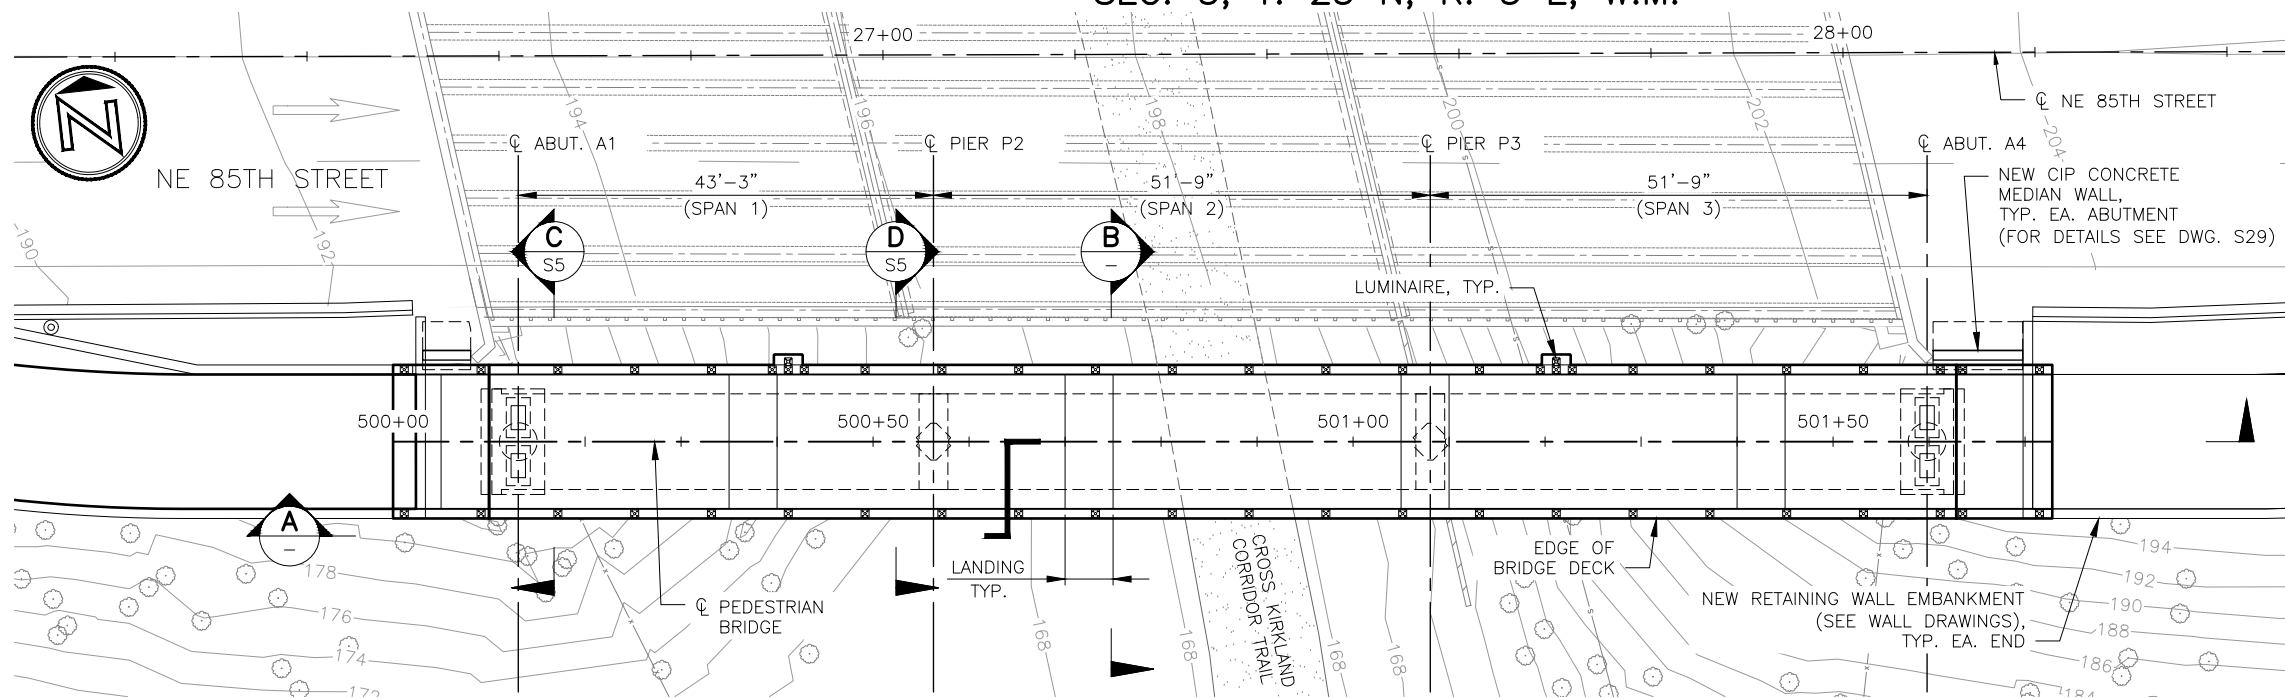 27+00
28+00
℄ NE 85TH STREET
NE 85TH STREET
℄ ABUT. A1
℄ PIER P2
℄ PIER P3
℄ ABUT. A4
194
196
198
200
202
204
190
192
43'-3"
(SPAN 1)
51'-9"
(SPAN 2)
51'-9"
(SPAN 3)
NEW CIP CONCRETE
MEDIAN WALL,
TYP. EA. ABUTMENT
(FOR DETAILS SEE DWG. S29)
C
S5
D
S5
B
-
LUMINAIRE, TYP.
500+00
500+50
501+00
501+50
A
-
LANDING
TYP.
℄ PEDESTRIAN
BRIDGE
CROSS KIRKLAND
CORRIDOR TRAIL
EDGE OF
BRIDGE DECK
NEW RETAINING WALL EMBANKMENT
(SEE WALL DRAWINGS),
TYP. EA. END
178
176
174
172
168
168
168
168
194
192
190
188
186
184
N